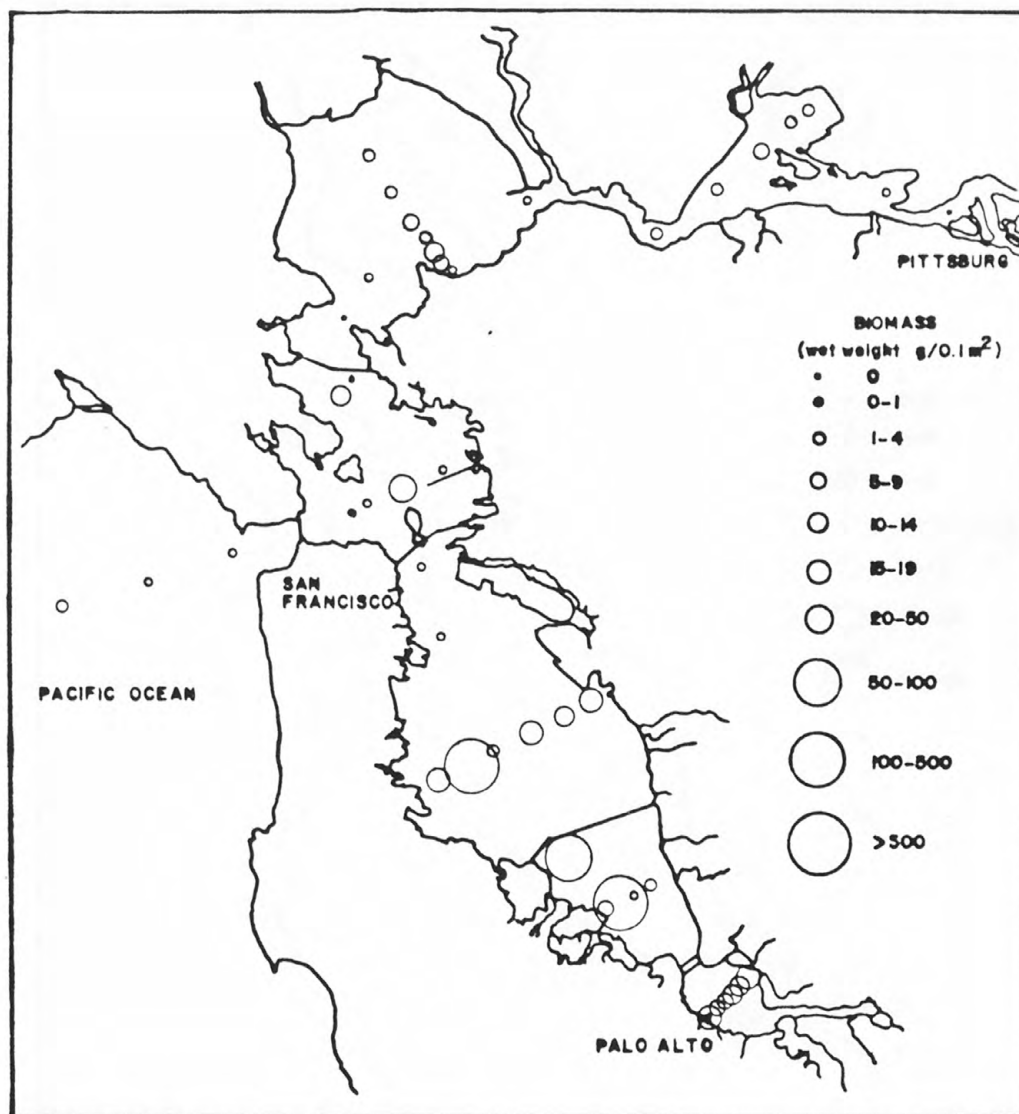 PITTSBURG
BIOMASS
(wet weight g/0.1m²)
0
0-1
1-4
5-9
10-14
15-19
20-50
50-100
100-500
>500
SAN
FRANCISCO
PACIFIC OCEAN
PALO ALTO